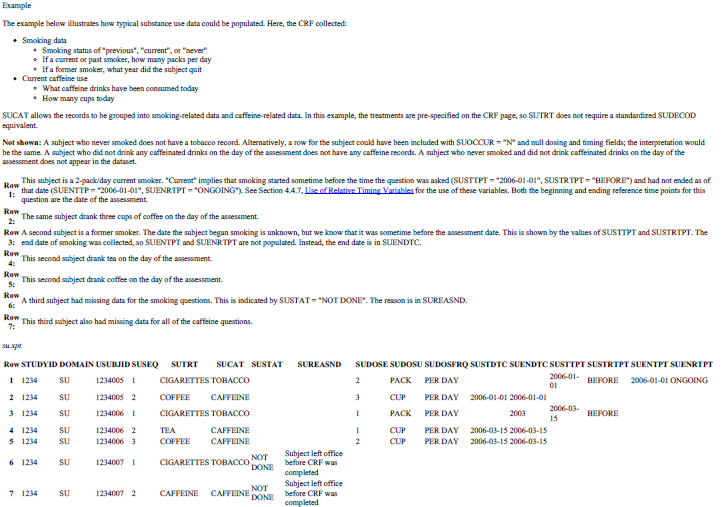 Example
The example below illustrates how typical substance use data could be populated. Here, the CRF collected:
• Smoking data
∘ Smoking status of "previous", "current", or "never"
∘ If a current or past smoker, how many packs per day
∘ If a former smoker, what year did the subject quit
• Current caffeine use
∘ What caffeine drinks have been consumed today
∘ How many cups today
SUCAT allows the records to be grouped into smoking-related data and caffeine-related data. In this example, the treatments are pre-specified on the CRF page, so SUTRT does not require a standardized SUDECOD
equivalent.
Not shown: A subject who never smoked does not have a tobacco record. Alternatively, a row for the subject could have been included with SUOCCUR = "N" and null dosing and timing fields; the interpretation would
be the same. A subject who did not drink any caffeinated drinks on the day of the assessment does not have any caffeine records. A subject who never smoked and did not drink caffeinated drinks on the day of the
assessment does not appear in the dataset.
Row 1: This subject is a 2-pack/day current smoker. "Current" implies that smoking started sometime before the time the question was asked (SUSTTPT = "2006-01-01", SUSTRTPT = "BEFORE") and had not ended as of
that date (SUENTTP = "2006-01-01", SUENRTPT = "ONGOING"). See Section 4.4.7, Use of Relative Timing Variables for the use of these variables. Both the beginning and ending reference time points for this
question are the date of the assessment.
Row 2: The same subject drank three cups of coffee on the day of the assessment.
Row 3: A second subject is a former smoker. The date the subject began smoking is unknown, but we know that it was sometime before the assessment date. This is shown by the values of SUSTTPT and SUSTRTPT. The
end date of smoking was collected, so SUENTPT and SUENRTPT are not populated. Instead, the end date is in SUENDTC.
Row 4: This second subject drank tea on the day of the assessment.
Row 5: This second subject drank coffee on the day of the assessment.
Row 6: A third subject had missing data for the smoking questions. This is indicated by SUSTAT = "NOT DONE". The reason is in SUREASND.
Row 7: This third subject also had missing data for all of the caffeine questions.
su.xpt
Row STUDYID DOMAIN USUBJID SUSEQ SUTRT SUCAT SUSTAT SUREASND SUDOSE SUDOSU SUDOSFRQ SUSTDTC SUENDTC SUSTTPT SUSTRTPT SUENTPT SUENRTPT
1 1234 SU 1234005 1 CIGARETTES TOBACCO 2 PACK PER DAY 2006-01-01 BEFORE 2006-01-01 ONGOING
2 1234 SU 1234005 2 COFFEE CAFFEINE 3 CUP PER DAY 2006-01-01 2006-01-01
3 1234 SU 1234006 1 CIGARETTES TOBACCO 1 PACK PER DAY 2003 2006-03-15 BEFORE
4 1234 SU 1234006 2 TEA CAFFEINE 1 CUP PER DAY 2006-03-15 2006-03-15
5 1234 SU 1234006 3 COFFEE CAFFEINE 2 CUP PER DAY 2006-03-15 2006-03-15
6 1234 SU 1234007 1 CIGARETTES TOBACCO NOT DONE Subject left office before CRF was completed
7 1234 SU 1234007 2 CAFFEINE CAFFEINE NOT DONE Subject left office before CRF was completed